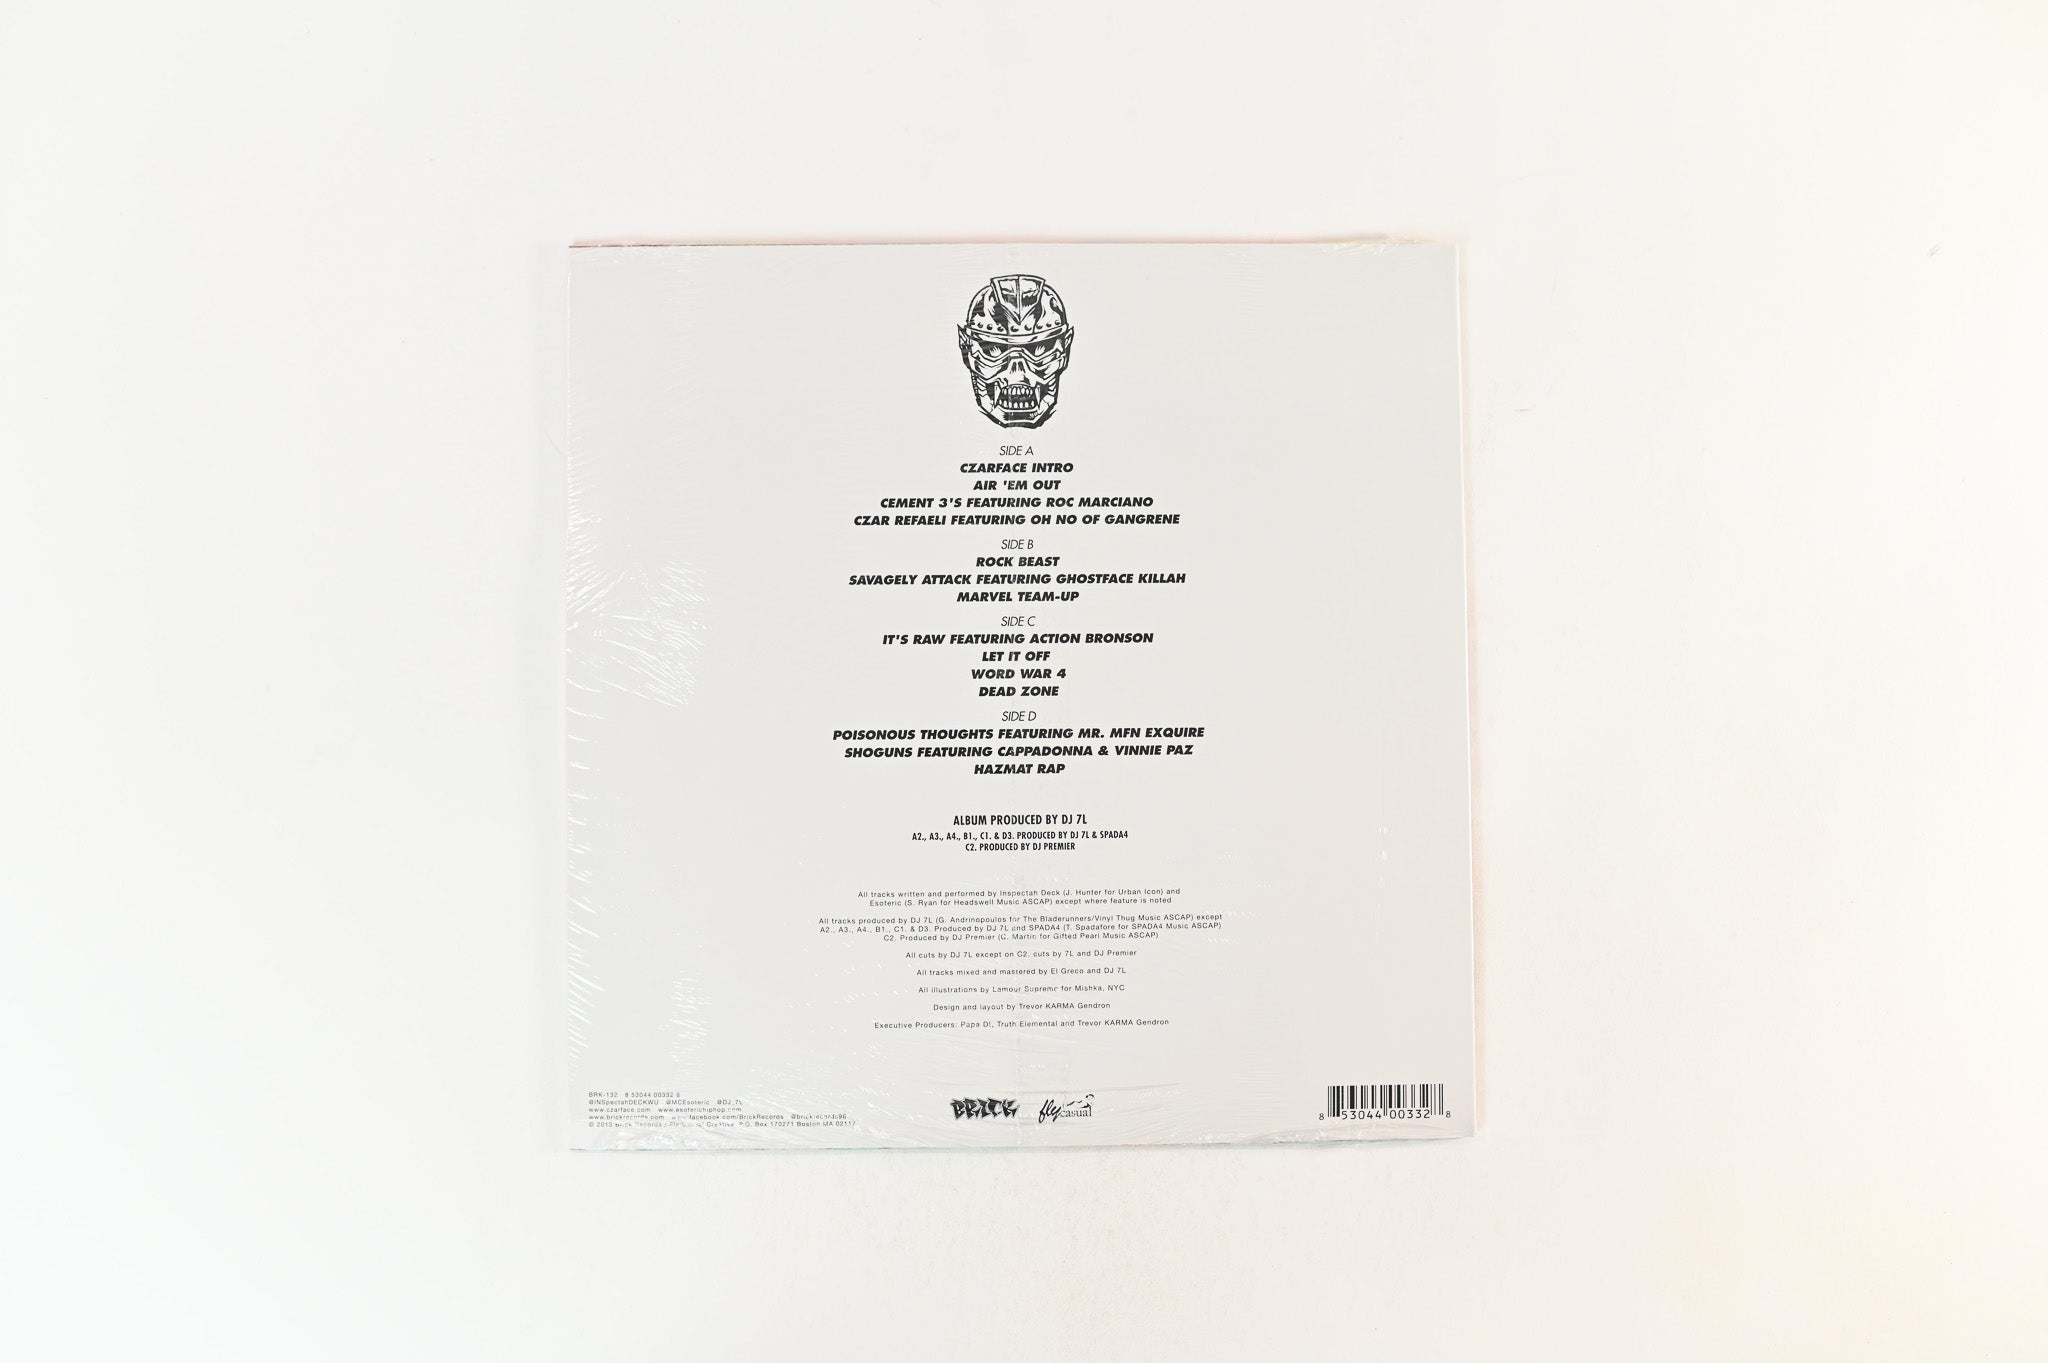 SIDE A
CZARFACE INTRO
AIR 'EM OUT
CEMENT 3'S FEATURING ROC MARCIANO
CZAR REFAELI FEATURING OH NO OF GANGRENE
SIDE B
ROCK BEAST
SAVAGELY ATTACK FEATURING GHOSTFACE KILLAH
MARVEL TEAM-UP
SIDE C
IT'S RAW FEATURING ACTION BRONSON
LET IT OFF
WORD WAR 4
DEAD ZONE
SIDE D
POISONOUS THOUGHTS FEATURING MR. MFN EXQUIRE
SHOGUNS FEATURING CAPPADONNA & VINNIE PAZ
HAZMAT RAP
ALBUM PRODUCED BY DJ 7L
A2., A3., A4., B1., C1. & D3. PRODUCED BY DJ 7L & SPADA4
C2. PRODUCED BY DJ PREMIER
All tracks written and performed by Inspectah Deck (J. Hunter for Urban Icon) and
Esoteric (S. Ryan for Headswell Music ASCAP) except where feature is noted
All tracks produced by DJ 7L (G. Andrinopoulos for The Bladerunners/Vinyl Thug Music ASCAP) except
A2., A3., A4., B1., C1. & D3. Produced by DJ 7L and SPADA4 (T. Spadafore for SPADA4 Music ASCAP)
C2. Produced by DJ Premier (C. Martin for Gifted Pearl Music ASCAP)
All cuts by DJ 7L except on C2. cuts by 7L and DJ Premier
All tracks mixed and mastered by El Greco and DJ 7L
All illustrations by Lamour Supreme for Mishka, NYC
Design and layout by Trevor KARMA Gendron
Executive Producers: Papa D!, Truth Elemental and Trevor KARMA Gendron
BRK-132 8 53044 00332 8
@INSpectahDECKWU @MCEsoteric @DJ_7L
www.czarface.com www.esoterichiphop.com
www.brickrecords.com www.facebook.com/BrickRecords @brickrecords96
© 2013 Brick Records / Fly Casual Creative, P.O. Box 170271 Boston MA 02117
BRICK
fly casual
8 53044 00332 8